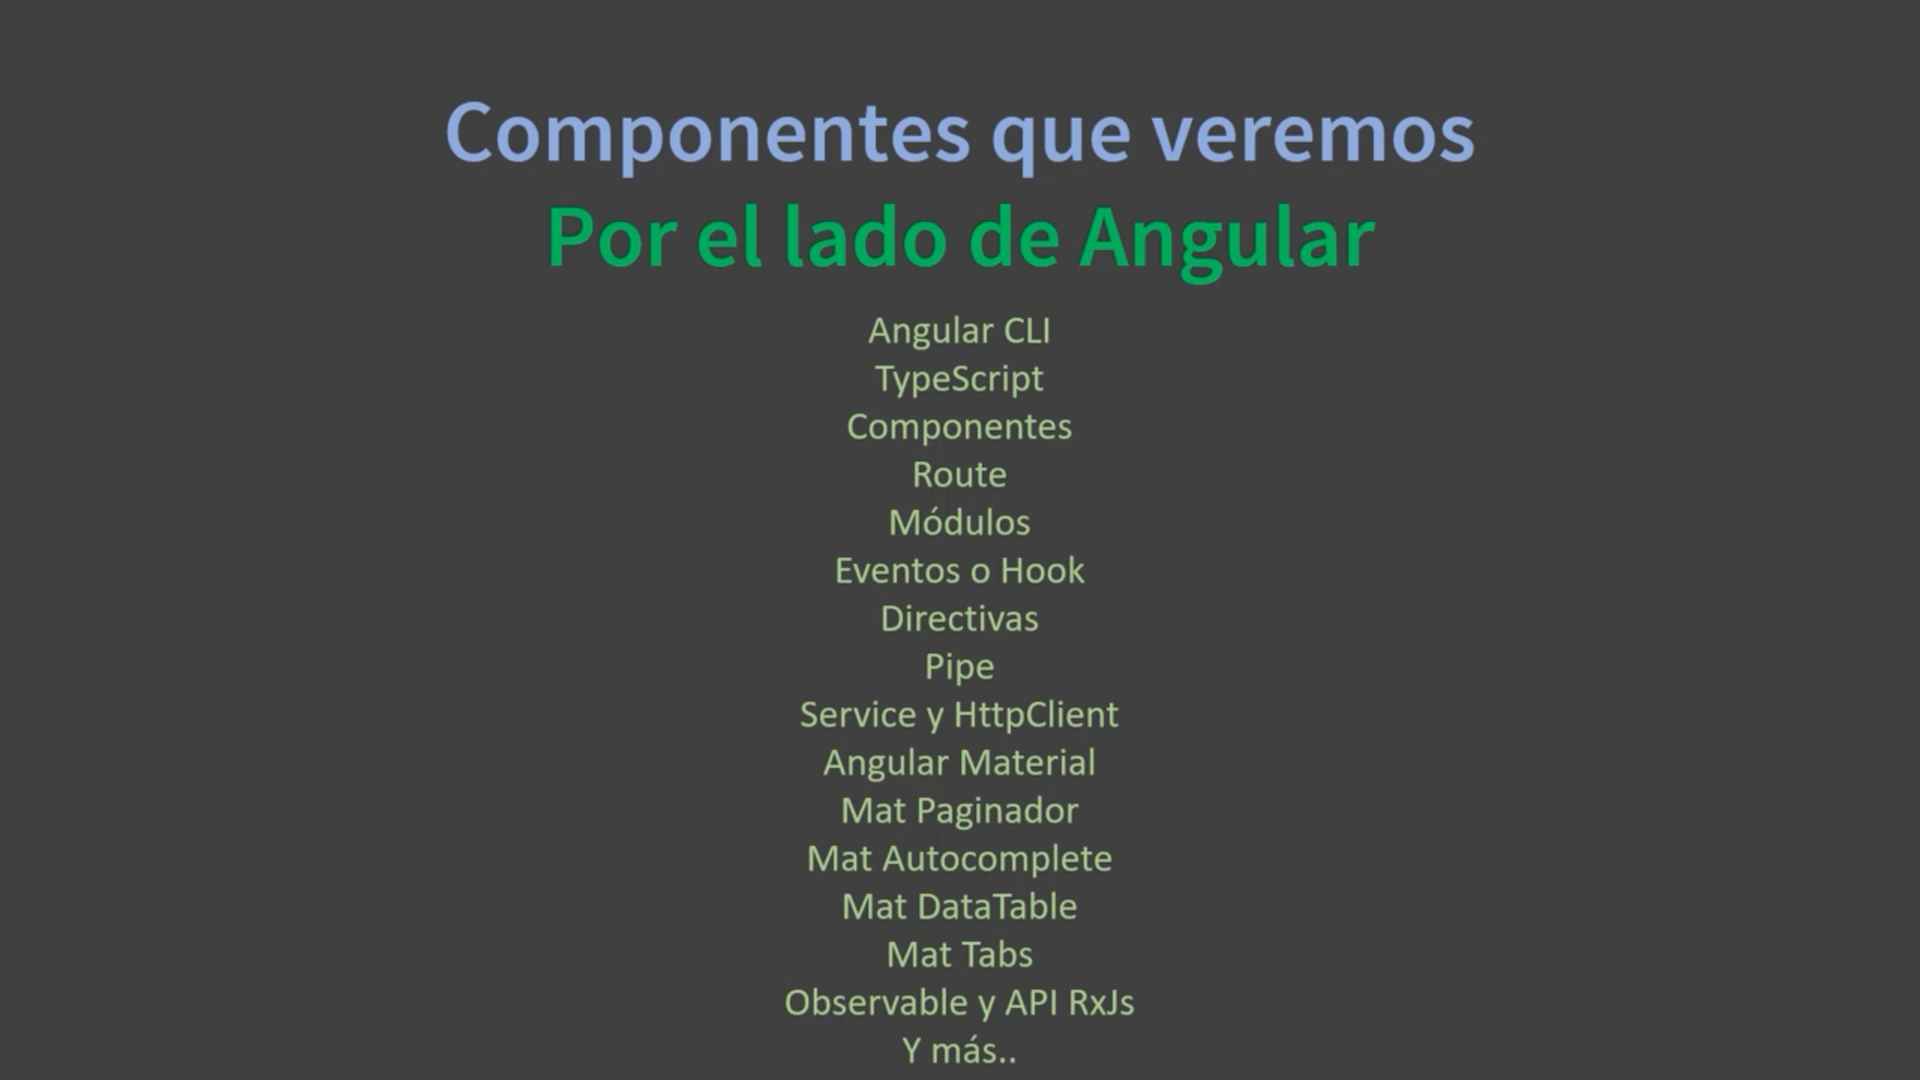 Componentes que veremos
Por el lado de Angular
Angular CLI
TypeScript
Componentes
Route
Módulos
Eventos o Hook
Directivas
Pipe
Service y HttpClient
Angular Material
Mat Paginador
Mat Autocomplete
Mat DataTable
Mat Tabs
Observable y API RxJs
Y más..